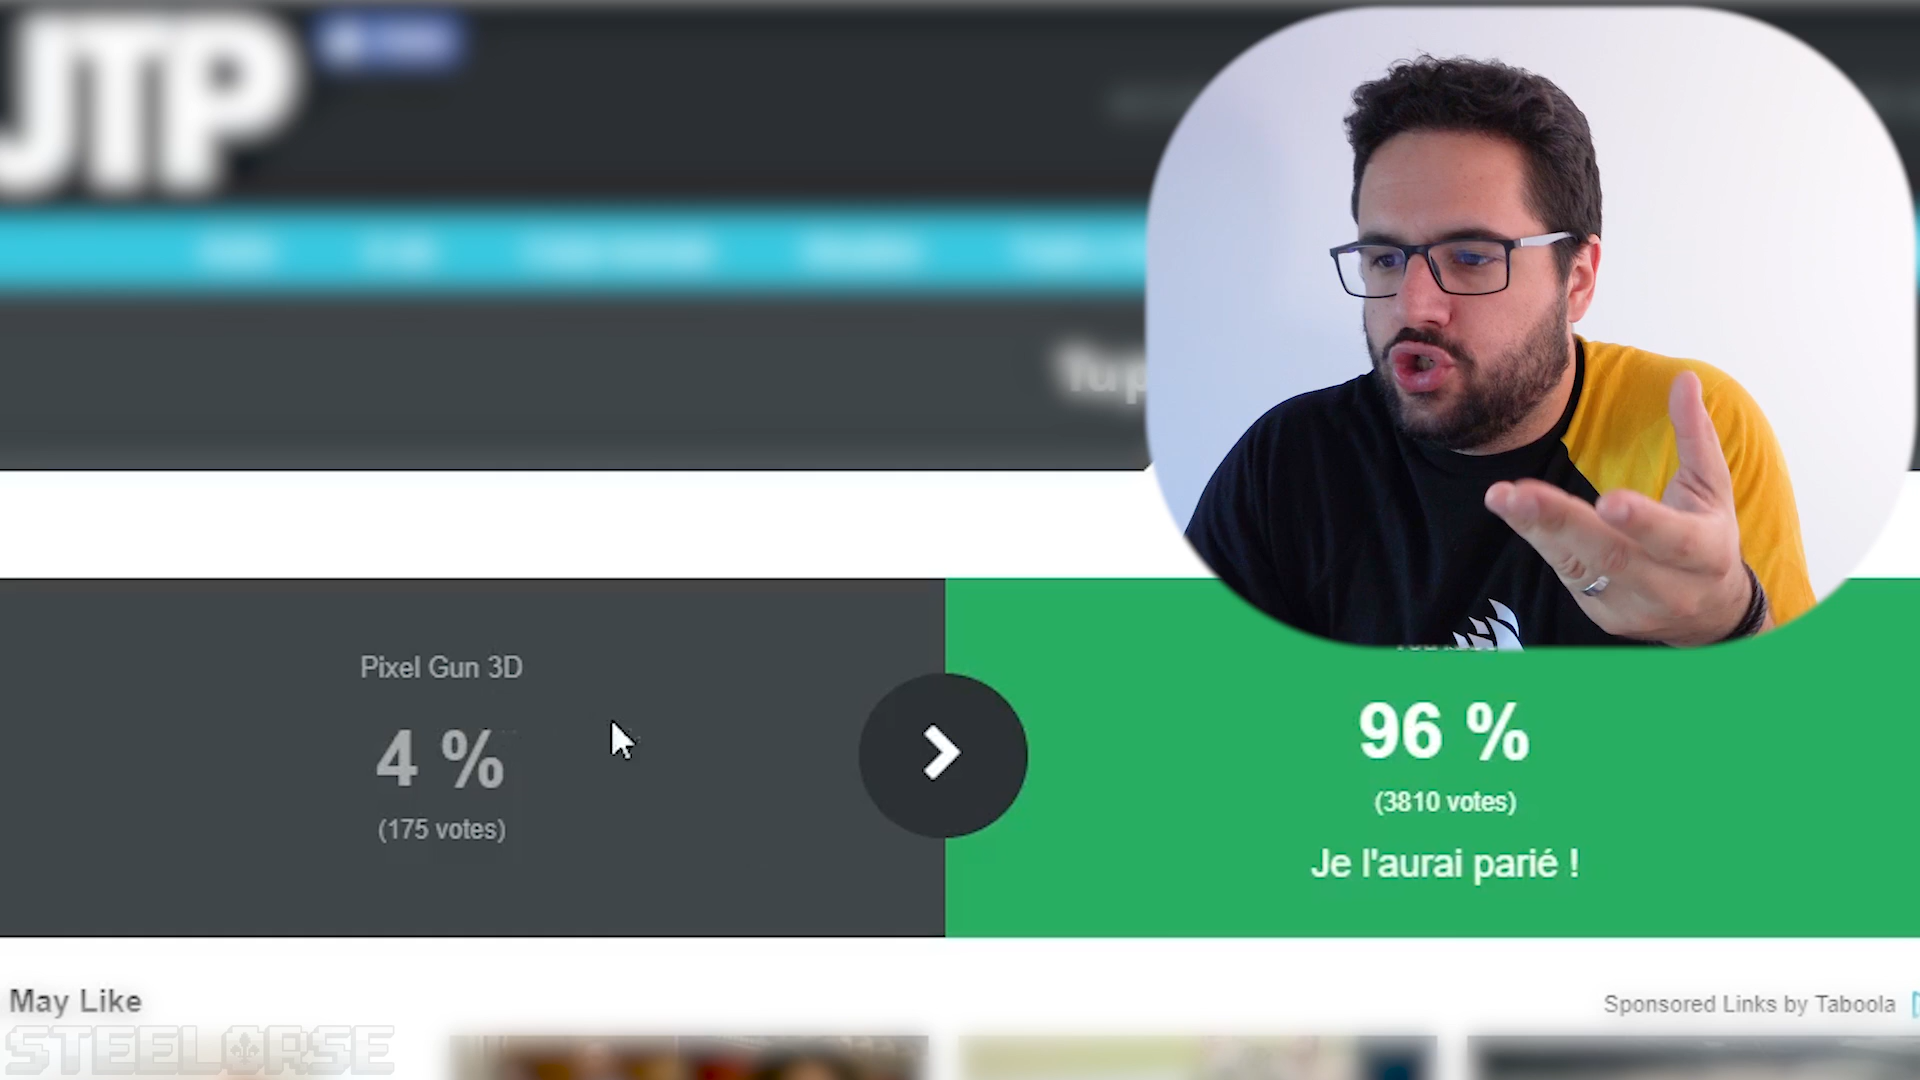 JTP
Tu p
Pixel Gun 3D
4 %
(175 votes)
96 %
(3810 votes)
Je l'aurai parié !
May Like
Sponsored Links by Taboola
STEELORSE